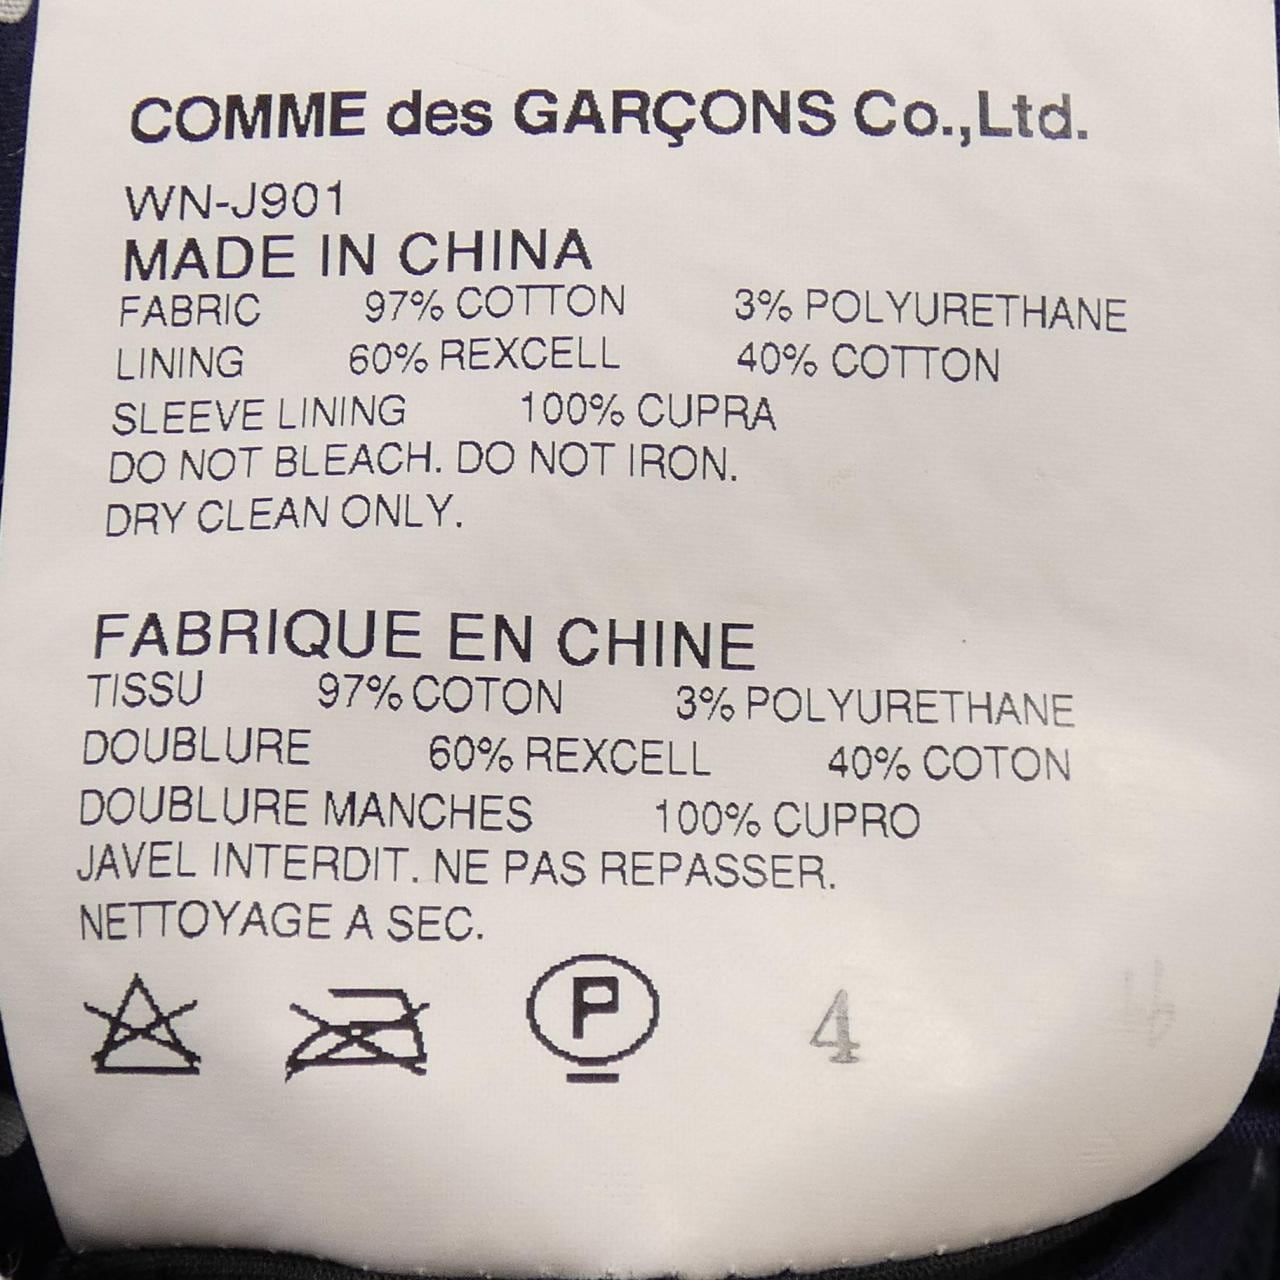 COMME des GARÇONS Co.,Ltd.
WN-J901
MADE IN CHINA
FABRIC 97% COTTON 3% POLYURETHANE
LINING 60% REXCELL 40% COTTON
SLEEVE LINING 100% CUPRA
DO NOT BLEACH. DO NOT IRON.
DRY CLEAN ONLY.
FABRIQUE EN CHINE
TISSU 97% COTON 3% POLYURETHANE
DOUBLURE 60% REXCELL 40% COTON
DOUBLURE MANCHES 100% CUPRO
JAVEL INTERDIT. NE PAS REPASSER.
NETTOYAGE A SEC.
P 4